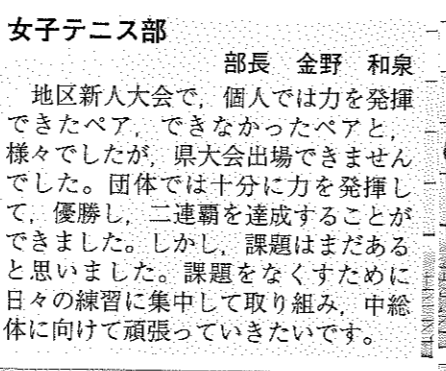 女子テニス部
部長　金野　和泉
　地区新人大会で，個人では力を発揮
できたペア，できなかったペアと，
様々でしたが，県大会出場できません
でした。団体では十分に力を発揮し
て，優勝し，二連覇を達成することが
できました。しかし，課題はまだある
と思いました。課題をなくすために
日々の練習に集中して取り組み，中総
体に向けて頑張っていきたいです。